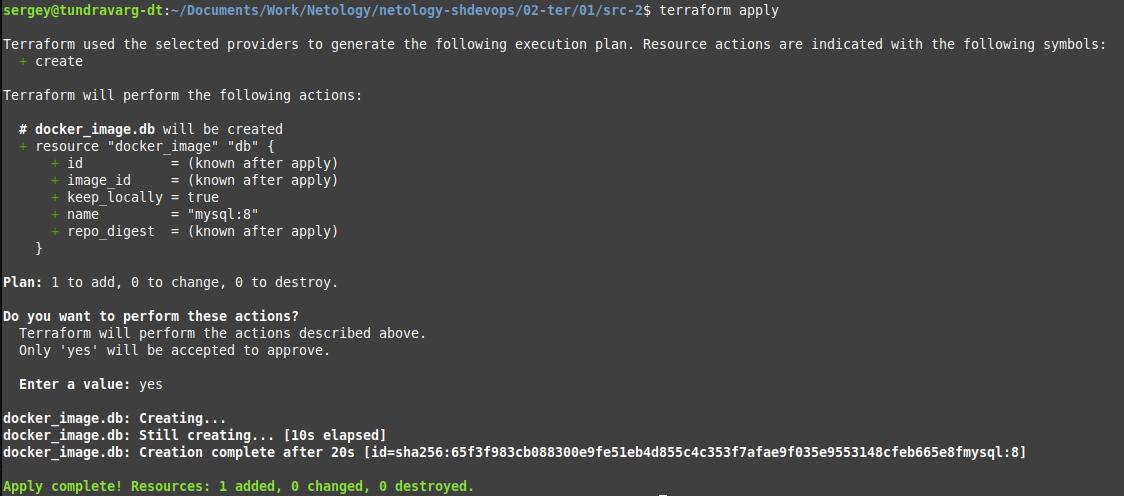 sergey@tundravarg-dt:~/Documents/Work/Netology/netology-shdevops/02-ter/01/src-2$ terraform apply
Terraform used the selected providers to generate the following execution plan. Resource actions are indicated with the following symbols:
+ create
Terraform will perform the following actions:
# docker_image.db will be created
+ resource "docker_image" "db" {
+ id           = (known after apply)
+ image_id     = (known after apply)
+ keep_locally = true
+ name         = "mysql:8"
+ repo_digest  = (known after apply)
}
Plan: 1 to add, 0 to change, 0 to destroy.
Do you want to perform these actions?
Terraform will perform the actions described above.
Only 'yes' will be accepted to approve.
Enter a value: yes
docker_image.db: Creating...
docker_image.db: Still creating... [10s elapsed]
docker_image.db: Creation complete after 20s [id=sha256:65f3f983cb088300e9fe51eb4d855c4c353f7afae9f035e9553148cfeb665e8fmysql:8]
Apply complete! Resources: 1 added, 0 changed, 0 destroyed.